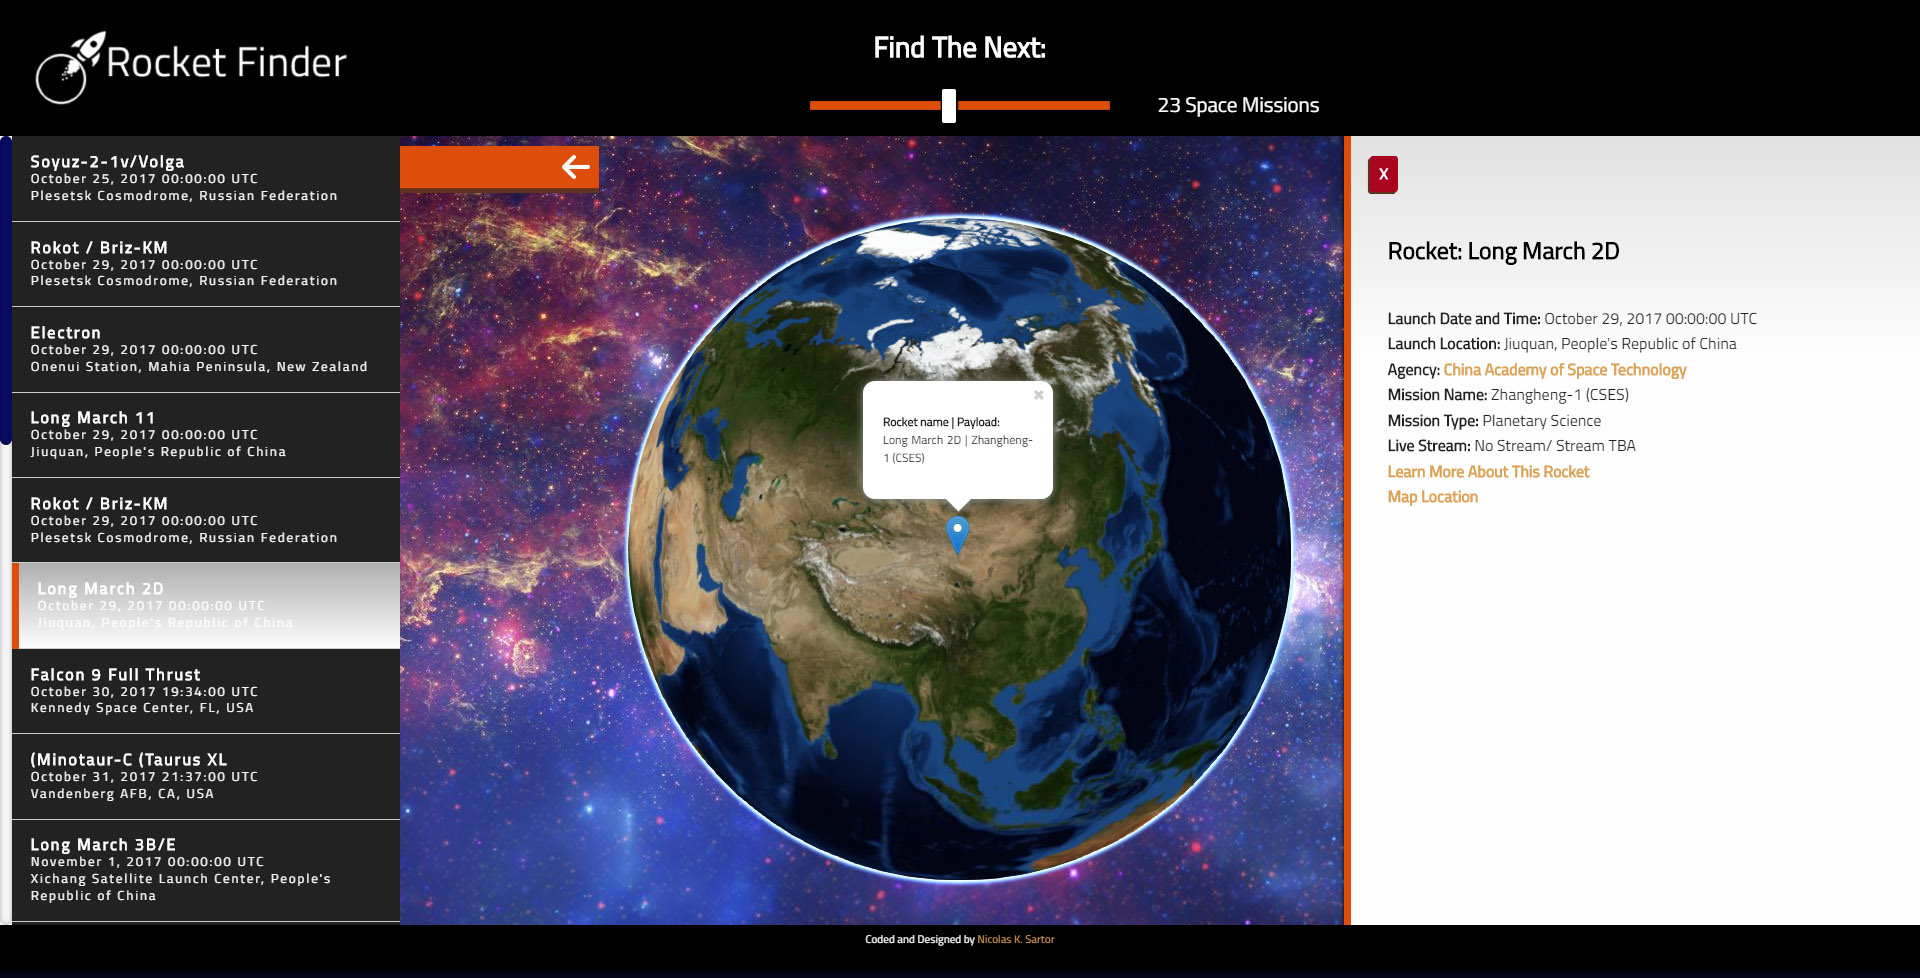 Rocket Finder
Find The Next:
23 Space Missions
Soyuz-2-1v/Volga
October 25, 2017 00:00:00 UTC
Plesetsk Cosmodrome, Russian Federation
Rokot / Briz-KM
October 29, 2017 00:00:00 UTC
Plesetsk Cosmodrome, Russian Federation
Electron
October 29, 2017 00:00:00 UTC
Onenui Station, Mahia Peninsula, New Zealand
Long March 11
October 29, 2017 00:00:00 UTC
Jiuquan, People's Republic of China
Rokot / Briz-KM
October 29, 2017 00:00:00 UTC
Plesetsk Cosmodrome, Russian Federation
Long March 2D
October 29, 2017 00:00:00 UTC
Jiuquan, People's Republic of China
Falcon 9 Full Thrust
October 30, 2017 19:34:00 UTC
Kennedy Space Center, FL, USA
(Minotaur-C (Taurus XL
October 31, 2017 21:37:00 UTC
Vandenberg AFB, CA, USA
Long March 3B/E
November 1, 2017 00:00:00 UTC
Xichang Satellite Launch Center, People's
Republic of China
Rocket name | Payload:
Long March 2D | Zhangheng-
1 (CSES)
X
Rocket: Long March 2D
Launch Date and Time: October 29, 2017 00:00:00 UTC
Launch Location: Jiuquan, People's Republic of China
Agency: China Academy of Space Technology
Mission Name: Zhangheng-1 (CSES)
Mission Type: Planetary Science
Live Stream: No Stream/ Stream TBA
Learn More About This Rocket
Map Location
Coded and Designed by Nicolas K. Sartor